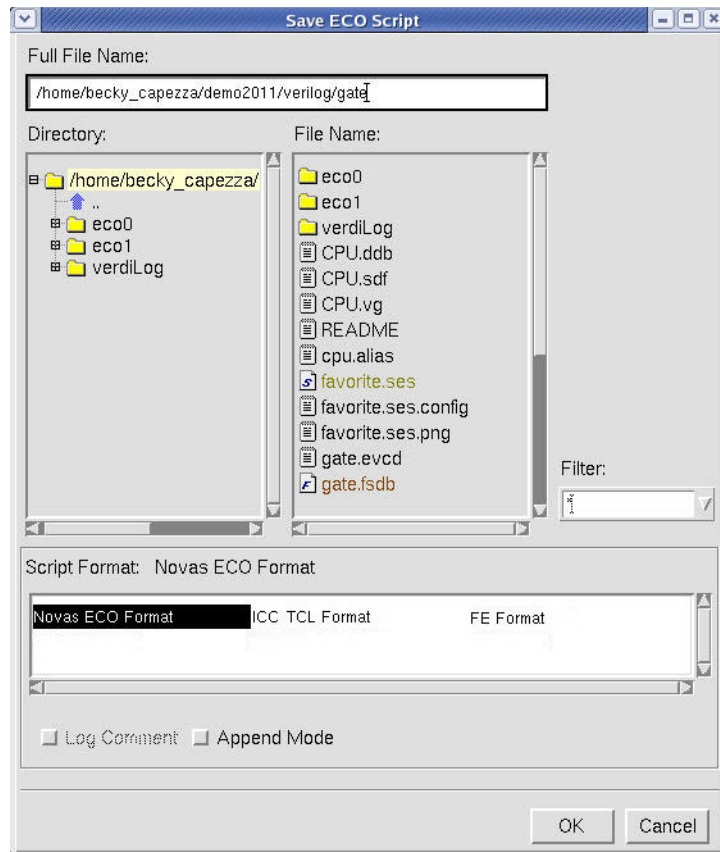 Save ECO Script
Full File Name:
/home/becky_capezza/demo2011/verilog/gate
Directory:
/home/becky_capezza/
..
eco0
eco1
verdiLog
File Name:
eco0
eco1
verdiLog
CPU.ddb
CPU.sdf
CPU.vg
README
cpu.alias
favorite.ses
favorite.ses.config
favorite.ses.png
gate.evcd
gate.fsdb
Filter:
*
Script Format: Novas ECO Format
Novas ECO Format ICC TCL Format FE Format
Log Comment Append Mode
OK Cancel